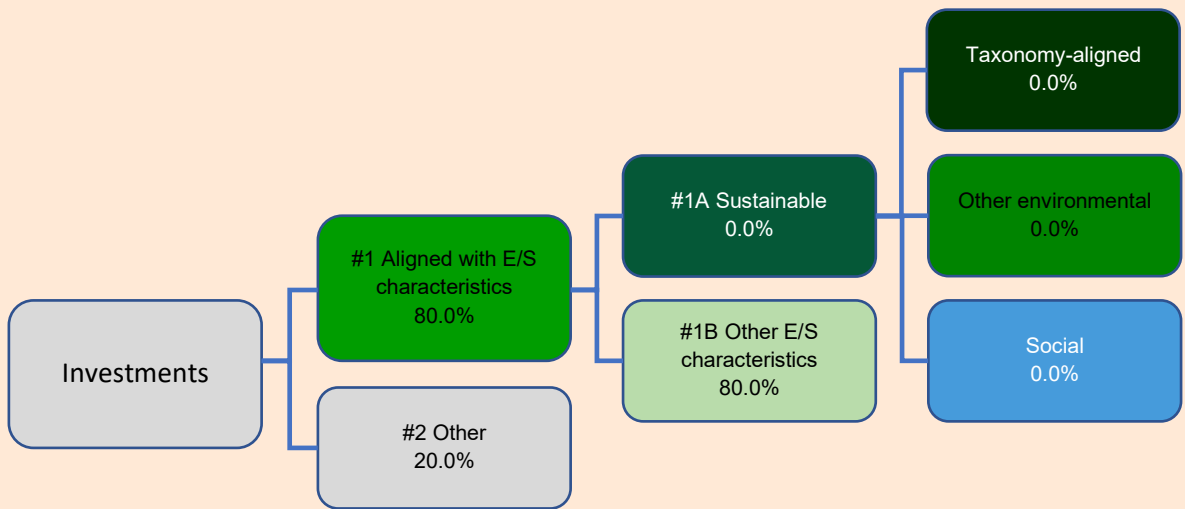 Investments
#1 Aligned with E/S
characteristics
80.0%
#2 Other
20.0%
#1A Sustainable
0.0%
#1B Other E/S
characteristics
80.0%
Taxonomy-aligned
0.0%
Other environmental
0.0%
Social
0.0%